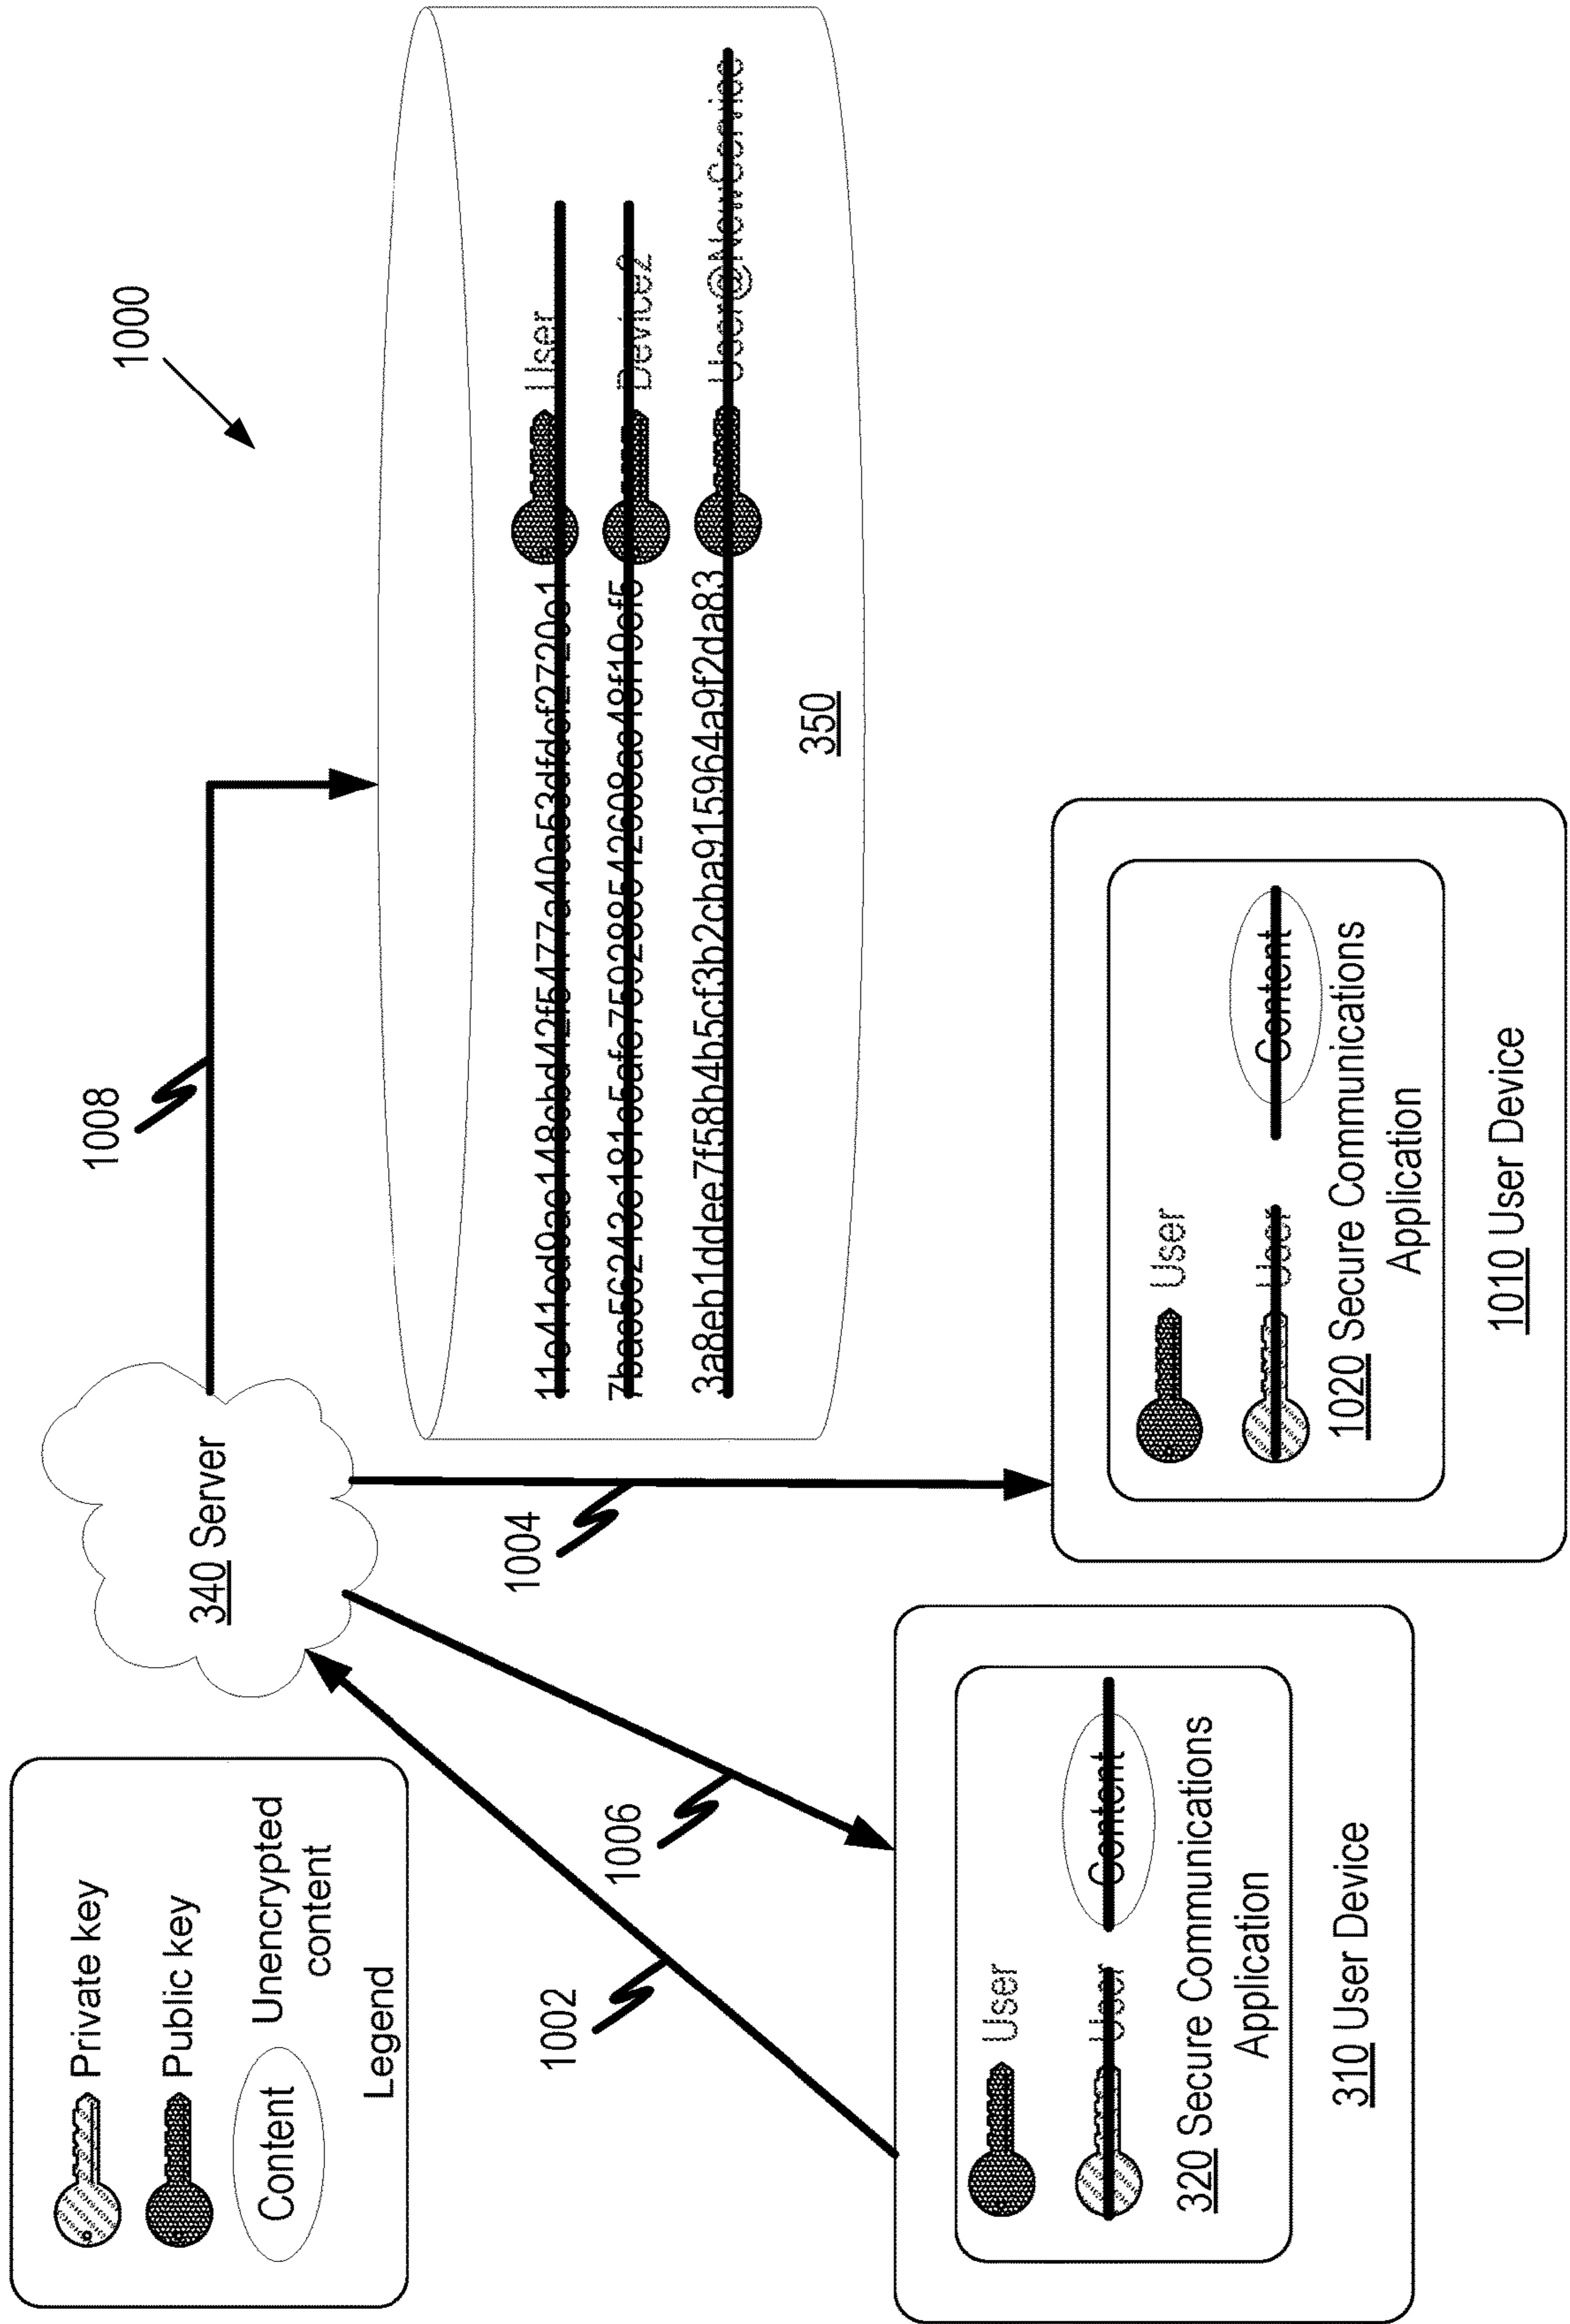 1000
Private key
Public key
Content
Unencrypted
content
Legend
1008
340 Server
1002
1006
1004
User
Device2
3a8eb1ddee7f58b4b5cf3b2cba915964a9f2da83 User@NewService
350
User
User
Content
320 Secure Communications
Application
310 User Device
User
User
Content
1020 Secure Communications
Application
1010 User Device